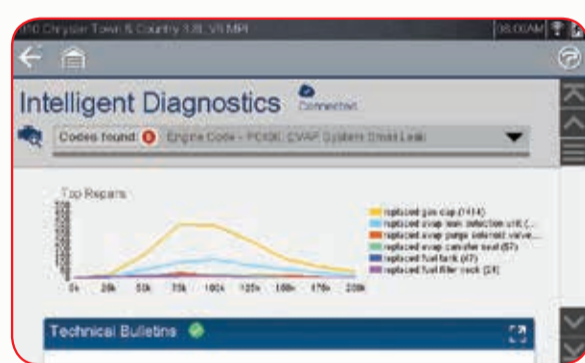 Chrysler Town & Country 3.8L V6 MPI 08:00AM
Intelligent Diagnostics Connected
Codes found: Engine Code - EVAP System Small Leak
Top Repairs
replaced gas cap (1414)
replaced evap leak detection unit (...
replaced evap purge solenoid valve...
replaced evap canister seal (57)
replaced fuel tank (47)
replaced fuel filler neck (24)
0k 25k 50k 75k 100k 125k 150k 175k 200k
Technical Bulletins